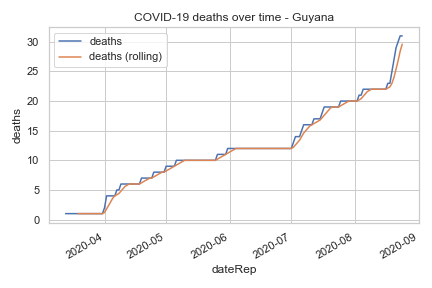 COVID-19 deaths over time - Guyana
deaths
deaths (rolling)
deaths
30
25
20
15
10
5
0
2020-04
2020-05
2020-06
2020-07
2020-08
2020-09
dateRep